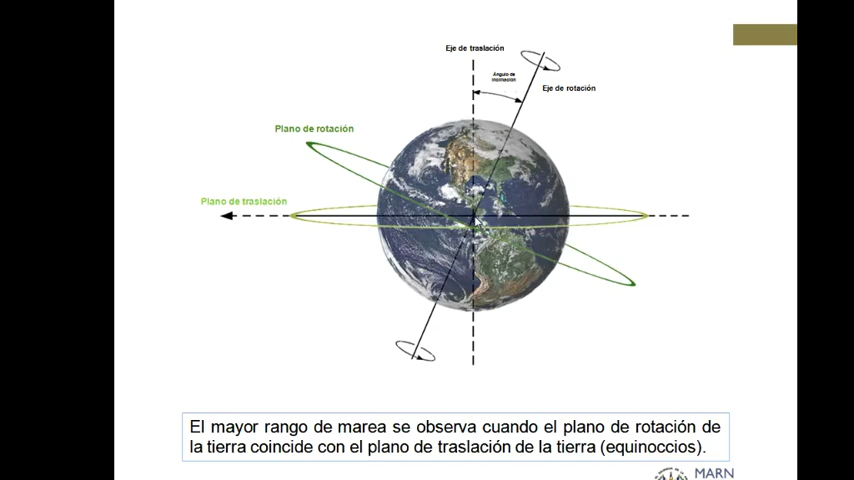 Eje de traslación
Ángulo de
inclinación
Eje de rotación
Plano de rotación
Plano de traslación
El mayor rango de marea se observa cuando el plano de rotación de
la tierra coincide con el plano de traslación de la tierra (equinoccios).
MARN